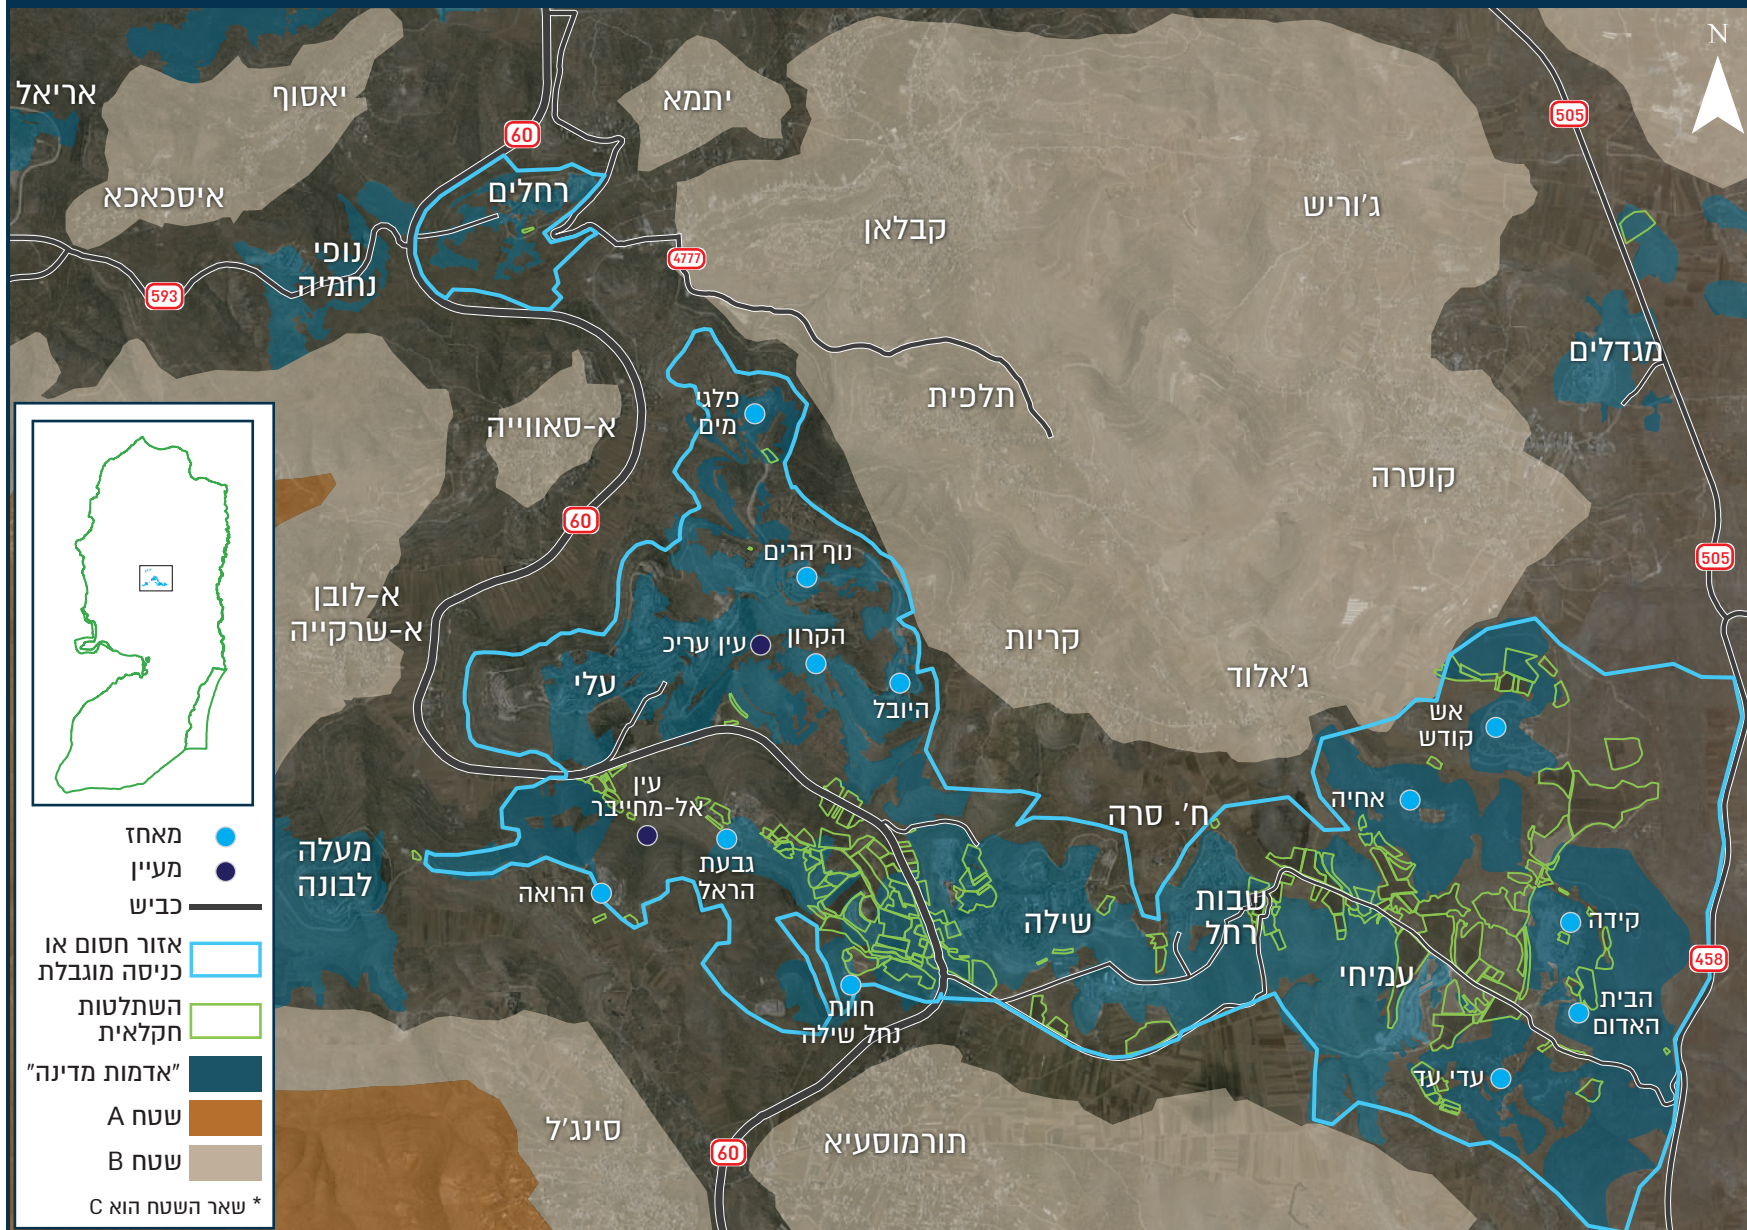 N
אריאל
יאסוף
יתמא
60
505
איסכאכא
רחלים
ג'וריש
קבלאן
נופי
נחמיה
4777
593
מגדלים
פלגי
מים
תלפית
א-סאווייה
קוסרה
60
נוף הרים
505
א-לובן
א-שרקייה
עין עריכ
הקרון
קריות
ג'אלוד
עלי
היובל
אש
קודש
עין
אל-מחייבר
אחיה
ח'. סרה
מעלה
לבונה
גבעת
הראל
הרואה
שילה
שבות
רחל
קידה
458
עמיחי
חוות
נחל שילה
הבית
האדום
עדי עד
סינג'ל
תורמוסעיא
60
מאחז
מעיין
כביש
אזור חסום או
כניסה מוגבלת
השתלטות
חקלאית
"אדמות מדינה"
שטח A
שטח B
* שאר השטח הוא C